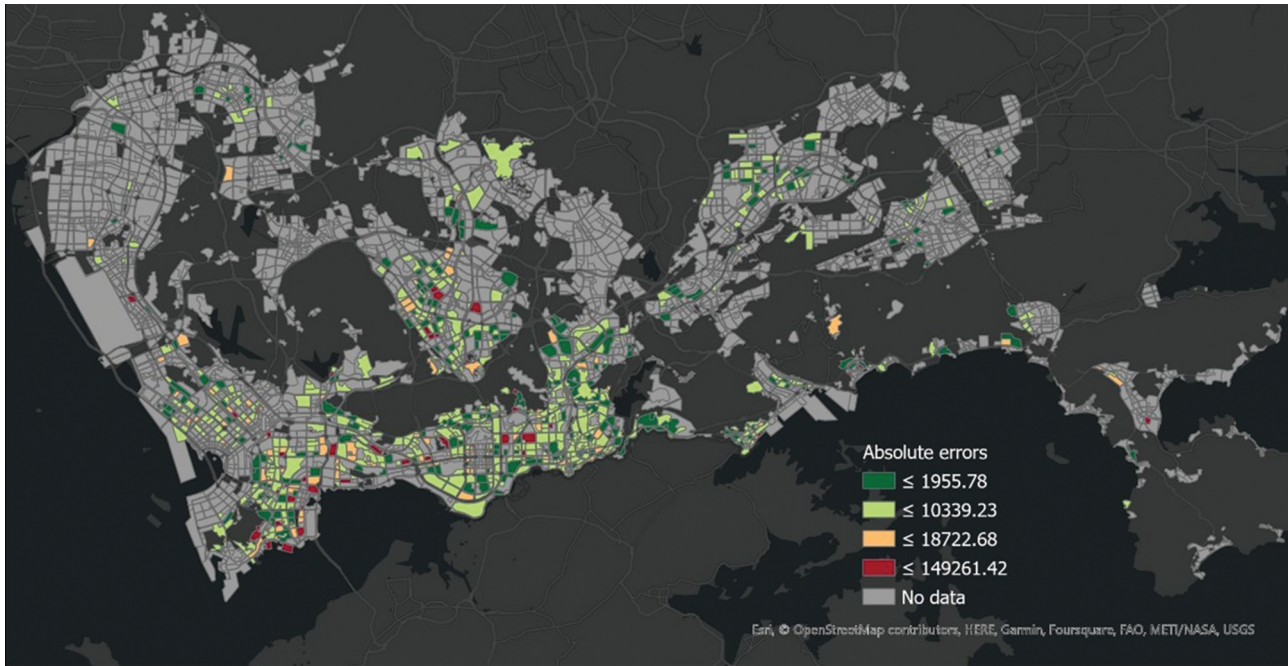 Absolute errors
≤ 1955.78
≤ 10339.23
≤ 18722.68
≤ 149261.42
No data
Esri, © OpenStreetMap contributors, HERE, Garmin, Foursquare, FAO, METI/NASA, USGS